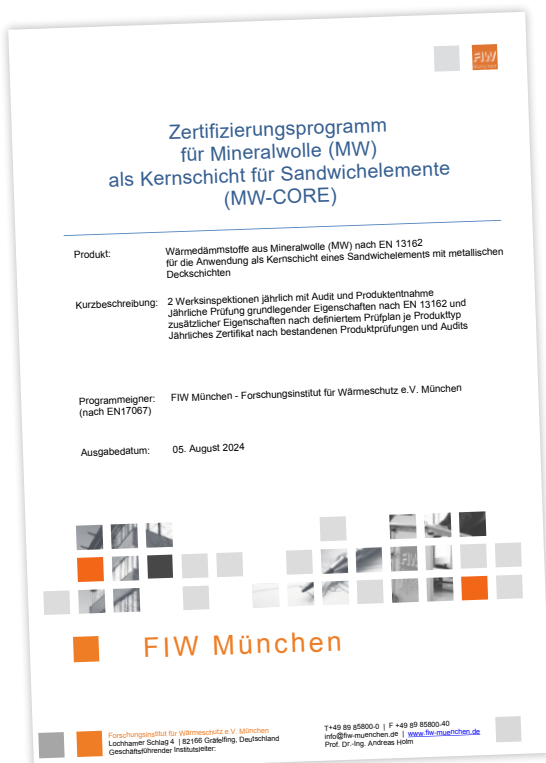 FIW
Zertifizierungsprogramm
für Mineralwolle (MW)
als Kernschicht für Sandwichelemente
(MW-CORE)
Produkt: Wärmedämmstoffe aus Mineralwolle (MW) nach EN 13162
für die Anwendung als Kernschicht eines Sandwichelements mit metallischen
Deckschichten
Kurzbeschreibung: 2 Werksinspektionen jährlich mit Audit und Produktentnahme
Jährliche Prüfung grundlegender Eigenschaften nach EN 13162 und
zusätzlicher Eigenschaften nach definiertem Prüfplan je Produkttyp
Jährliches Zertifikat nach bestandenen Produktprüfungen und Audits
Programmeigner: FIW München - Forschungsinstitut für Wärmeschutz e.V. München
(nach EN17067)
Ausgabedatum: 05. August 2024
FIW
FIW München
Forschungsinstitut für Wärmeschutz e.V. München
Lochhamer Schlag 4 | 82166 Gräfelfing, Deutschland
Geschäftsführender Institutsleiter:
T+49 89 85800-0 | F +49 89 85800-40
info@fiw-muenchen.de | www.fiw-muenchen.de
Prof. Dr.-Ing. Andreas Holm